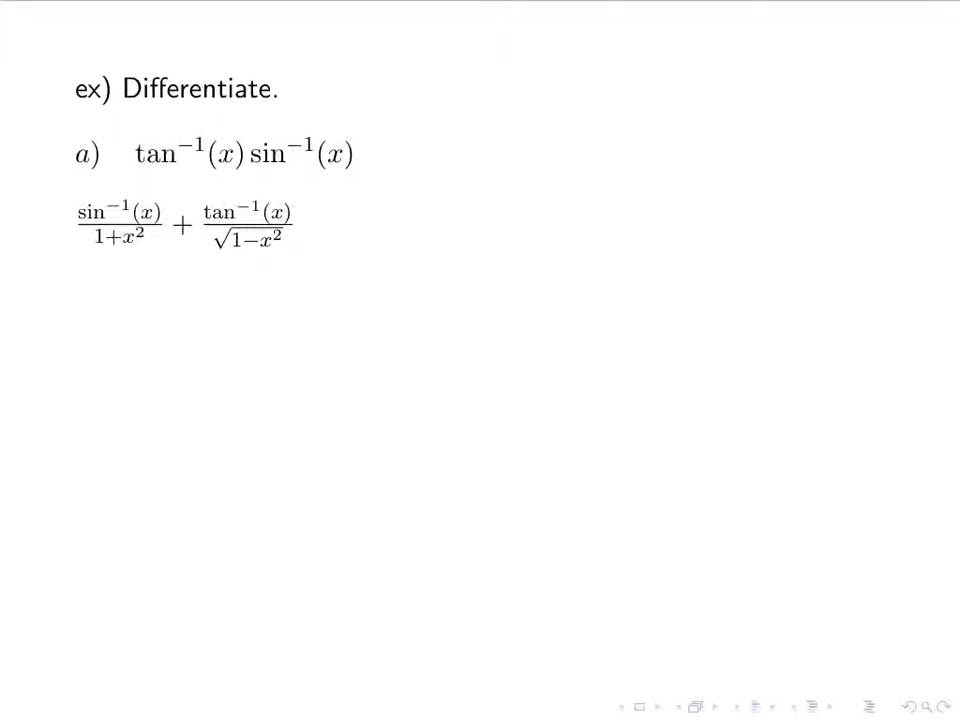 ex) Differentiate.
a) tan⁻¹(x) sin⁻¹(x)
sin⁻¹(x)/1+x² + tan⁻¹(x)/√1−x²